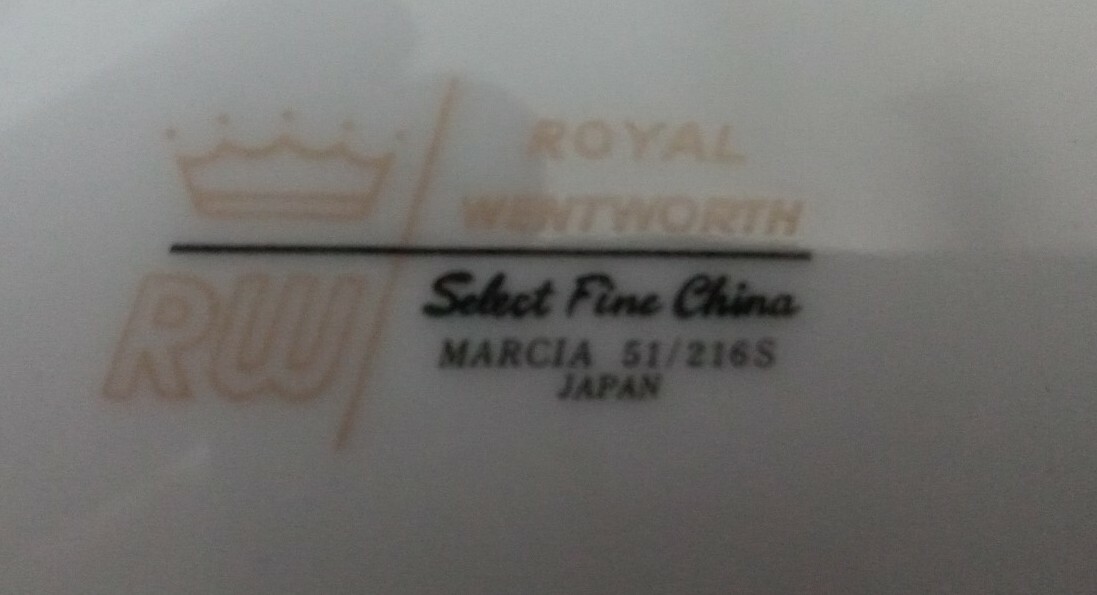 ROYAL
WENTWORTH
RW
Select Fine China
MARCIA 51/216S
JAPAN